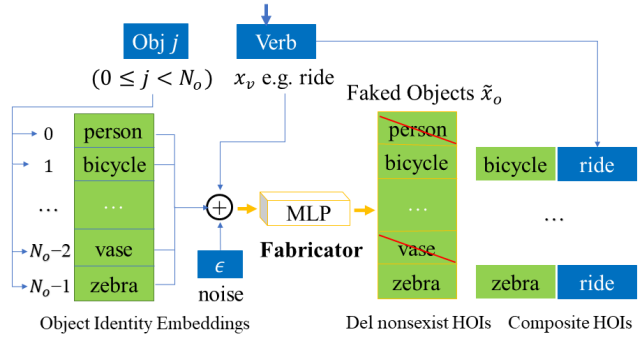 Obj j
Verb
(0 ≤ j < N_o)
x_v e.g. ride
Faked Objects x̃_o
0
person
person
1
bicycle
bicycle
bicycle
ride
...
...
+
MLP
...
...
Fabricator
N_o−2
vase
vase
ϵ
N_o−1
zebra
noise
zebra
zebra
ride
Object Identity Embeddings
Del nonsexist HOIs
Composite HOIs